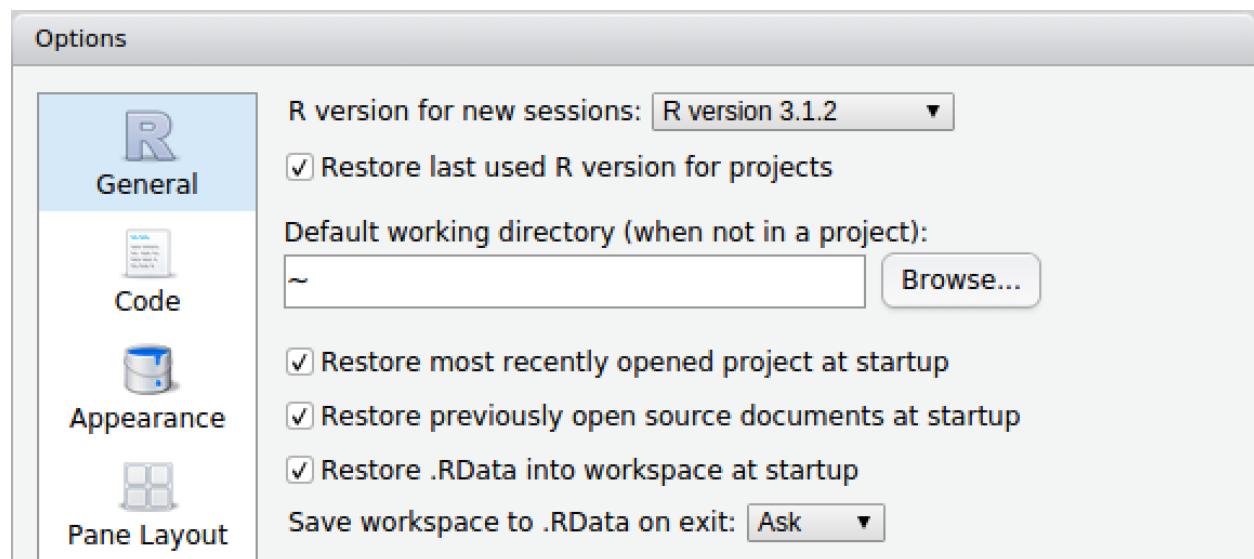 Options
R version for new sessions: R version 3.1.2
Restore last used R version for projects
General
Default working directory (when not in a project):
~
Browse...
Code
Restore most recently opened project at startup
Appearance
Restore previously open source documents at startup
Restore .RData into workspace at startup
Pane Layout
Save workspace to .RData on exit: Ask